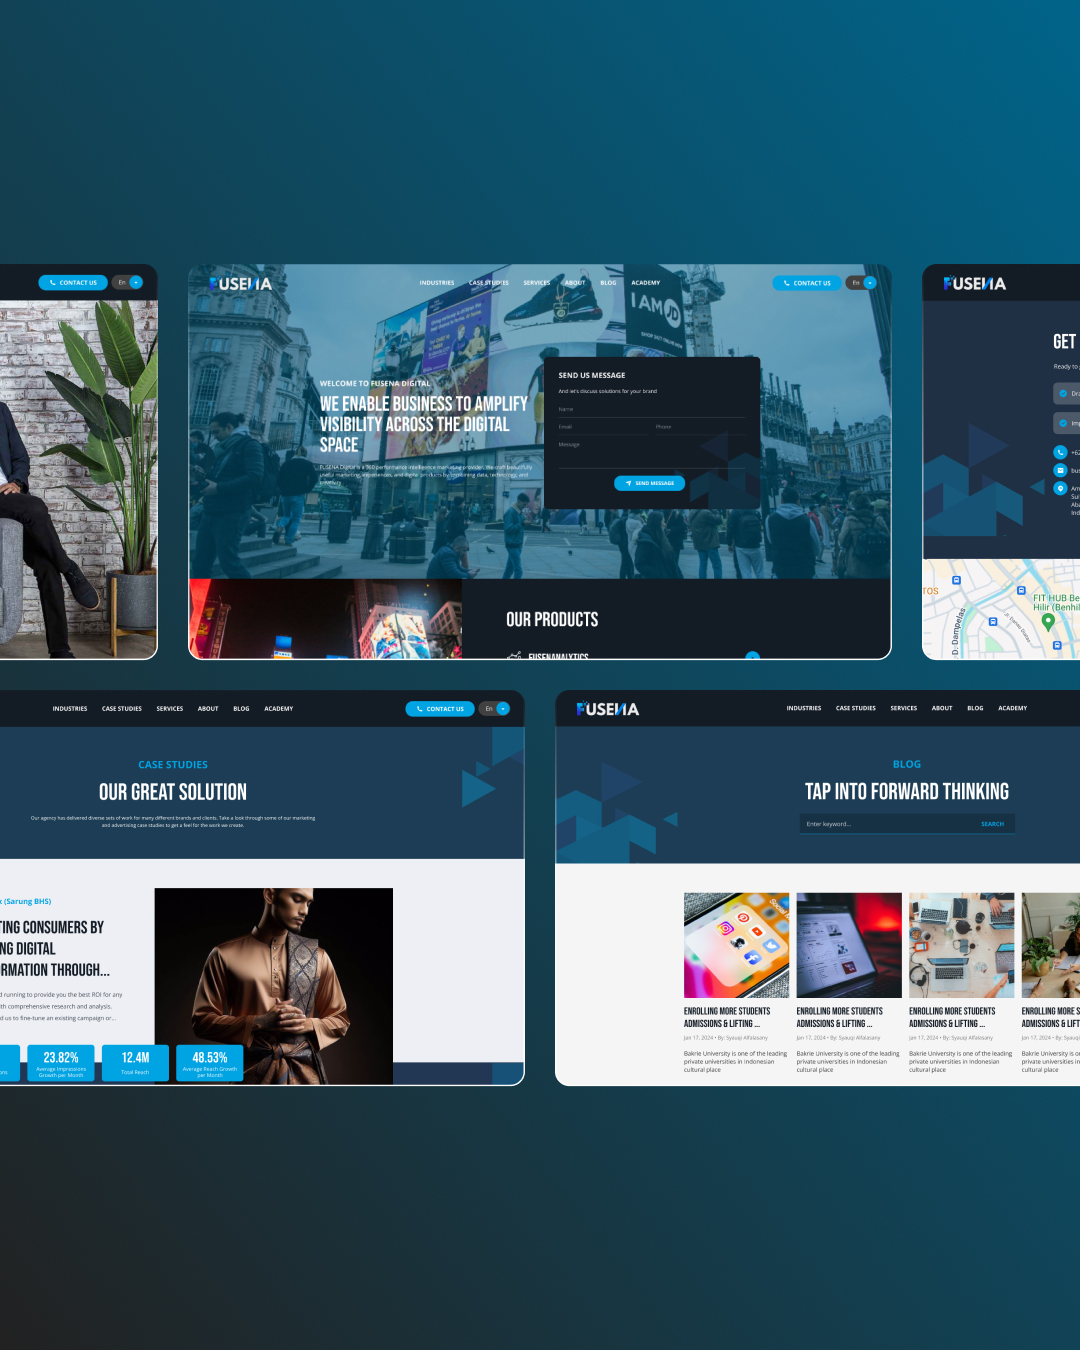 CONTACT US
En
FUSENA
INDUSTRIES
CASE STUDIES
SERVICES
ABOUT
BLOG
ACADEMY
CONTACT US
En
I AM JD
WELCOME TO FUSENA DIGITAL
WE ENABLE BUSINESS TO AMPLIFY
VISIBILITY ACROSS THE DIGITAL
SPACE
FUSENA Digital is a 360 performance intelligence marketing provider. We craft beautifully
useful marketing, experiences, and digital products by combining data, technology, and
SEND US MESSAGE
And let's discuss solutions for your brand
Name
Email
Phone
Message
SEND MESSAGE
OUR PRODUCTS
FUSENANALYTICS
FUSENA
GET
Ready to
Dr
Imp
+62
bus
Am
Sui
Aba
Ind
TOS
D. Dampelas
FIT HUB Be
Hilir (Benhil
INDUSTRIES
CASE STUDIES
SERVICES
ABOUT
BLOG
ACADEMY
CONTACT US
En
CASE STUDIES
OUR GREAT SOLUTION
Our agency has delivered diverse sets of work for many different brands and clients. Take a look through some of our marketing
and advertising case studies to get a feel for the work we create.
x (Sarung BHS)
TING CONSUMERS BY
NG DIGITAL
ORMATION THROUGH...
d running to provide you the best ROI for any
th comprehensive research and analysis.
d us to fine-tune an existing campaign or...
ons
23.82%
Average Impressions
Growth per Month
12.4M
Total Reach
48.53%
Average Reach Growth
per Month
FUSENA
INDUSTRIES
CASE STUDIES
SERVICES
ABOUT
BLOG
ACADEMY
BLOG
TAP INTO FORWARD THINKING
Enter keyword...
SEARCH
ENROLLING MORE STUDENTS
ADMISSIONS & LIFTING ...
Jan 17, 2024 • By: Syauqi Alfalasany
Bakrie University is one of the leading
private universities in Indonesian
cultural place
ENROLLING MORE STUDENTS
ADMISSIONS & LIFTING ...
Jan 17, 2024 • By: Syauqi Alfalasany
Bakrie University is one of the leading
private universities in Indonesian
cultural place
ENROLLING MORE STUDENTS
ADMISSIONS & LIFTING ...
Jan 17, 2024 • By: Syauqi Alfalasany
Bakrie University is one of the leading
private universities in Indonesian
cultural place
ENROLLING MORE S
ADMISSIONS & LIF
Jan 17, 2024 • By: Syauqi
Bakrie University is o
private universities i
cultural place